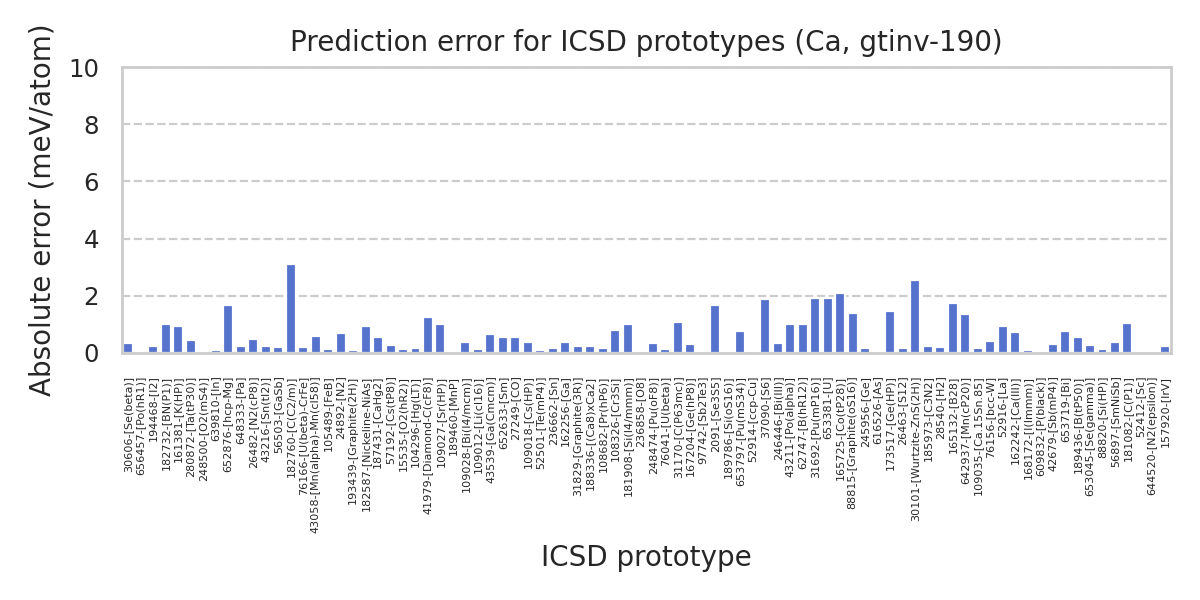 Prediction error for ICSD prototypes (Ca, gtinv-190)
Absolute error (meV/atom)
10
8
6
4
2
0
30606-[Se(beta)]
656457-[Po(hR1)]
194468-[I2]
182732-[BN(P1)]
161381-[K(HP)]
280872-[Ta(tP30)]
248500-[O2(mS4)]
639810-[In]
652876-[hcp-Mg]
648333-[Pa]
26482-[N2(cP8)]
43216-[Sn(tI2)]
56503-[GaSb]
182760-[C(C2/m)]
76166-[U(beta)-CrFe]
43058-[Mn(alpha)-Mn(cI58)]
105489-[FeB]
24892-[N2]
193439-[Graphite(2H)]
182587-[Nickeline-NiAs]
187431-[CaHg2]
57192-[Cs(tP8)]
15535-[O2(hR2)]
104296-[Hg(LT)]
41979-[Diamond-C(cF8)]
109027-[Sr(HP)]
189460-[MnP]
109028-[Bi(I4/mcm)]
109012-[Li(cI16)]
43539-[Ga(Cmcm)]
652633-[Sm]
27249-[CO]
109018-[Cs(HP)]
52501-[Te(mP4)]
236662-[Sn]
162256-[Ga]
31829-[Graphite(3R)]
188336-[(Ca8)xCa2]
108682-[Pr(hP6)]
108326-[Cr3Si]
181908-[Si(I4/mmm)]
236858-[O8]
248474-[Pu(oF8)]
76041-[U(beta)]
31170-[C(P63mc)]
167204-[Ge(hP8)]
97742-[Sb2Te3]
2091-[Se3S5]
189786-[Si(oS16)]
653797-[Pu(mS34)]
52914-[ccp-Cu]
37090-[S6]
246446-[Bi(III)]
43211-[Po(alpha)]
62747-[B(hR12)]
31692-[Pu(mP16)]
653381-[U]
165725-[Co(tP28)]
88815-[Graphite(oS16)]
245956-[Ge]
616526-[As]
173517-[Ge(HP)]
26463-[S12]
30101-[Wurtzite-ZnS(2H)]
185973-[C3N2]
28540-[H2]
165132-[B28]
642937-[Mn(cP20)]
109035-[Ca.15Sn.85]
76156-[bcc-W]
52916-[La]
162242-[Ca(III)]
168172-[I(Immm)]
609832-[P(black)]
42679-[Sb(mP4)]
653719-[Bi]
189436-[B(tP50)]
653045-[Se(gamma)]
88820-[Si(HP)]
56897-[SmNiSb]
181082-[C(P1)]
52412-[Sc]
644520-[N2(epsilon)]
157920-[IrV]
ICSD prototype